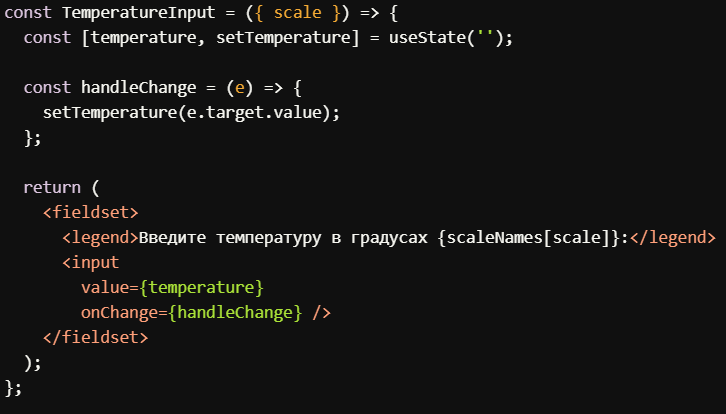 const TemperatureInput = ({ scale }) => {
  const [temperature, setTemperature] = useState('');

  const handleChange = (e) => {
    setTemperature(e.target.value);
  };

  return (
    <fieldset>
      <legend>Введите температуру в градусах {scaleNames[scale]}:</legend>
      <input
        value={temperature}
        onChange={handleChange} />
    </fieldset>
  );
};